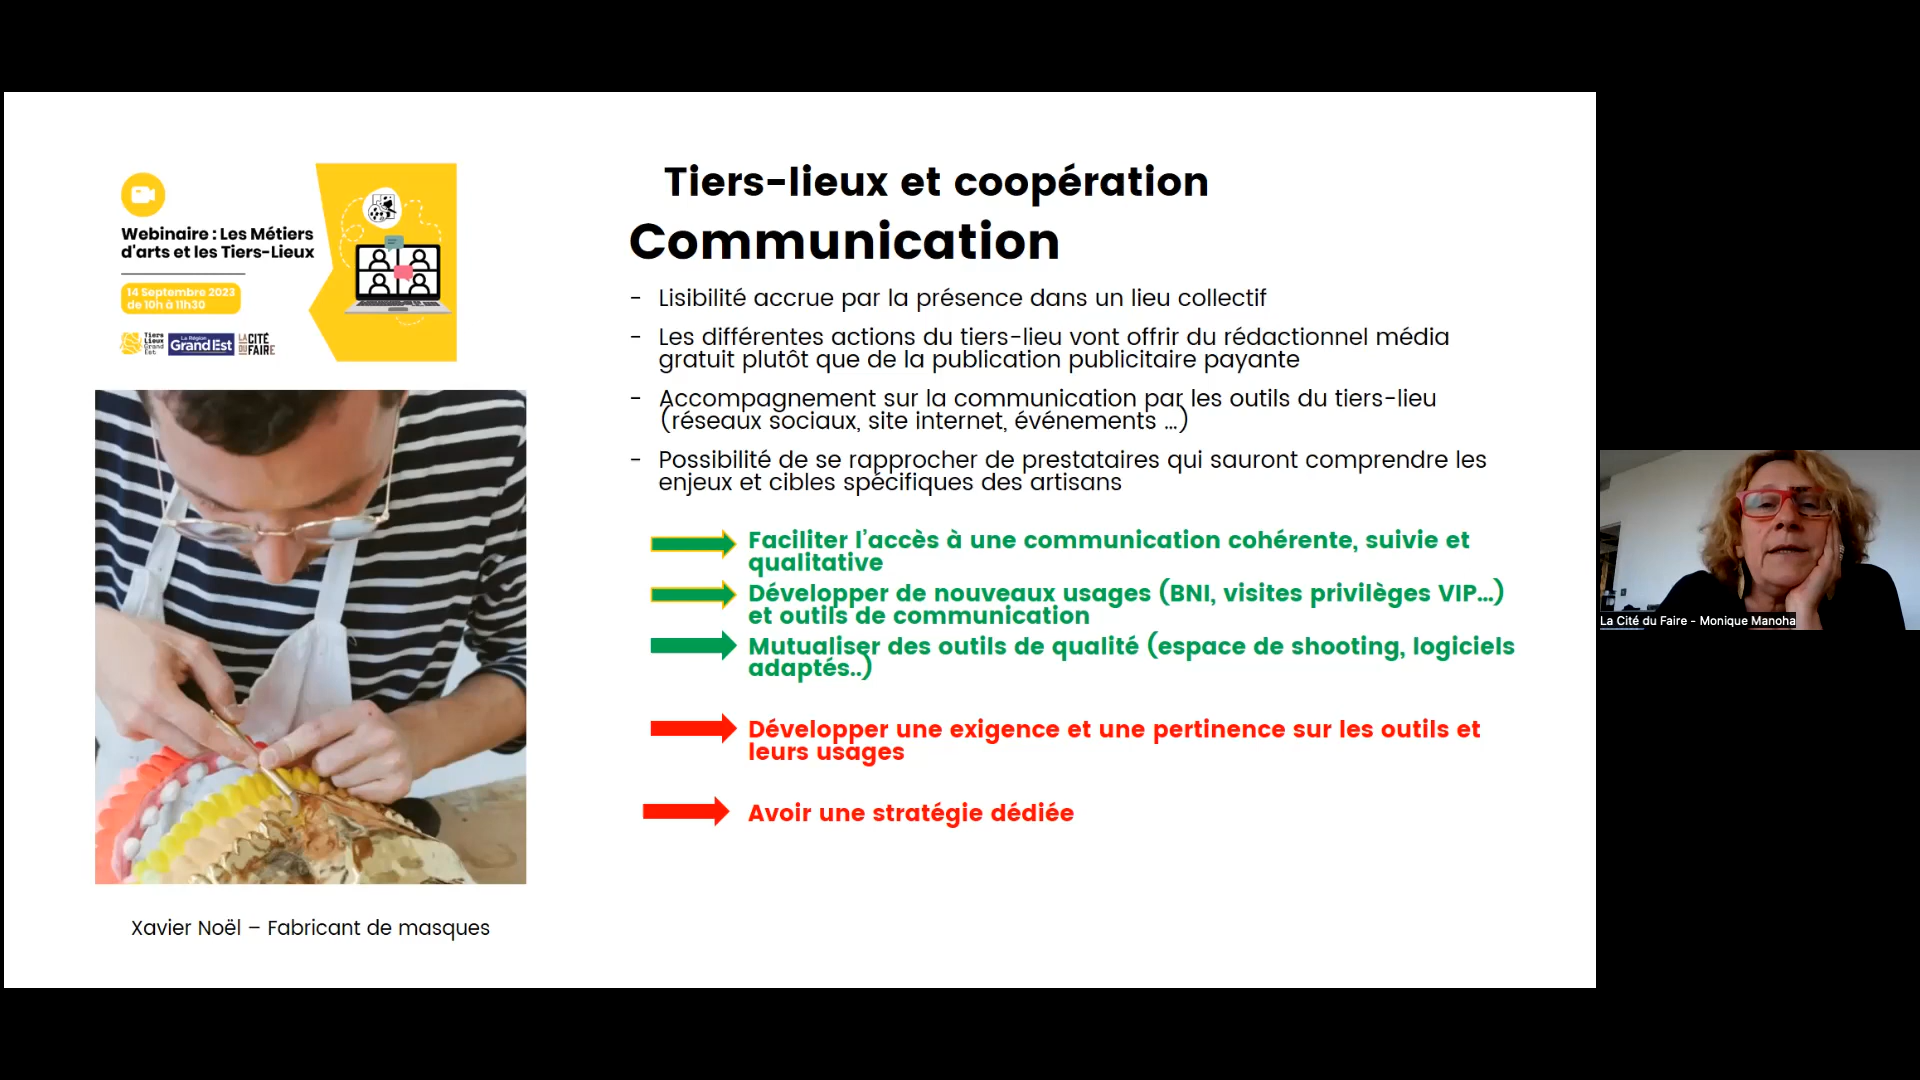 Webinaire : Les Métiers
d'arts et les Tiers-Lieux
14 Septembre 2023
de 10h à 11h30
Tiers
Lieux
Grand
Est
La Région
Grand Est
LA CITÉ
DU FAIRE
Xavier Noël – Fabricant de masques
Tiers-lieux et coopération
Communication
- Lisibilité accrue par la présence dans un lieu collectif
- Les différentes actions du tiers-lieu vont offrir du rédactionnel média
gratuit plutôt que de la publication publicitaire payante
- Accompagnement sur la communication par les outils du tiers-lieu
(réseaux sociaux, site internet, événements ...)
- Possibilité de se rapprocher de prestataires qui sauront comprendre les
enjeux et cibles spécifiques des artisans
Faciliter l'accès à une communication cohérente, suivie et
qualitative
Développer de nouveaux usages (BNI, visites privilèges VIP...)
et outils de communication
Mutualiser des outils de qualité (espace de shooting, logiciels
adaptés..)
Développer une exigence et une pertinence sur les outils et
leurs usages
Avoir une stratégie dédiée
La Cité du Faire - Monique Manoha